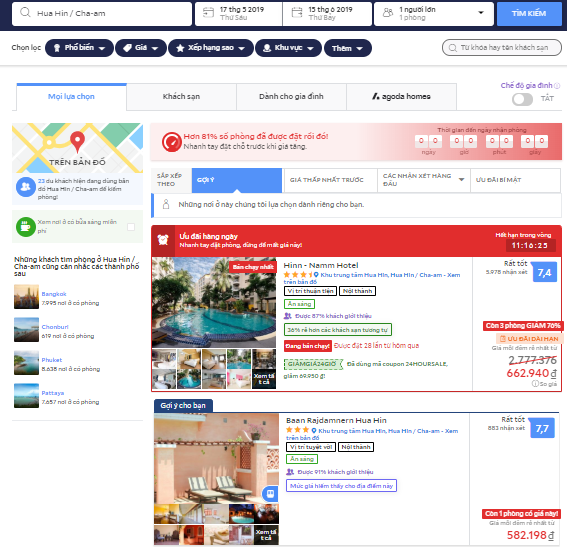 Hua Hin / Cha-am
17 thg 5 2019
Thứ Sáu
15 thg 6 2019
Thứ Bảy
1 người lớn
1 phòng
TÌM KIẾM
Chọn lọc
Phổ biến
Giá
Xếp hạng sao
Khu vực
Thêm
Từ khóa hay tên khách sạn
Mọi lựa chọn
Khách sạn
Dành cho gia đình
agoda homes
Chế độ gia đình
TẮT
TRÊN BẢN ĐỒ
23 du khách hiện đang dùng bản
đồ Hua Hin / Cha-am để kiếm
phòng!
Xem nơi ở có bữa sáng miễn
phí
Những khách tìm phòng ở Hua Hin /
Cha-am cũng cân nhắc các thành phố
sau
Bangkok
7.995 nơi ở có phòng
Chonburi
619 nơi ở có phòng
Phuket
8.638 nơi ở có phòng
Pattaya
7.657 nơi ở có phòng
Hơn 81% số phòng đã được đặt rồi đó!
Nhanh tay đặt chỗ trước khi giá tăng.
Thời gian đến ngày nhận phòng
0 0 0 0 0 0 0 0
ngày giờ phút giây
SẮP XẾP
THEO
GỢI Ý
GIÁ THẤP NHẤT TRƯỚC
CÁC NHẬN XÉT HÀNG
ĐẦU
ƯU ĐÃI BÍ MẬT
Những nơi ở này chúng tôi lựa chọn dành riêng cho bạn.
Ưu đãi hàng ngày
Nhanh tay đặt phòng, đừng để mất giá này!
Hết hạn trong vòng
11:16:25
Bán chạy nhất
Xem tấ
t cả
Hinn - Namm Hotel
Khu trung tâm Hua Hin, Hua Hin / Cha-am - Xem
trên bản đồ
Vị trí thuận tiện
Nội thành
Ăn sáng
Được 87% khách giới thiệu
36% rẻ hơn các khách sạn tương tự
Đang bán chạy!
Được đặt 28 lần từ hôm qua
GIẢMGIÁ24GIỜ
Đã dùng mã coupon 24HOURSALE,
giảm 69.950 ₫!
Rất tốt
5.978 nhận xét
7,4
Còn 3 phòng GIẢM 76%
ƯU ĐÃI DÀI HẠN
Giá mỗi đêm rẻ nhất từ
2.777.376
662.940 ₫
So giá
Gợi ý cho bạn
Xem tấ
t cả
Baan Rajdamnern Hua Hin
Khu trung tâm Hua Hin, Hua Hin / Cha-am - Xem
trên bản đồ
Vị trí tuyệt vời!
Nội thành
Ăn sáng
Được 91% khách giới thiệu
Mức giá hiếm thấy cho địa điểm này
Rất tốt
883 nhận xét
7,7
Còn 1 phòng có giá này!
Giá mỗi đêm rẻ nhất từ
582.198 ₫